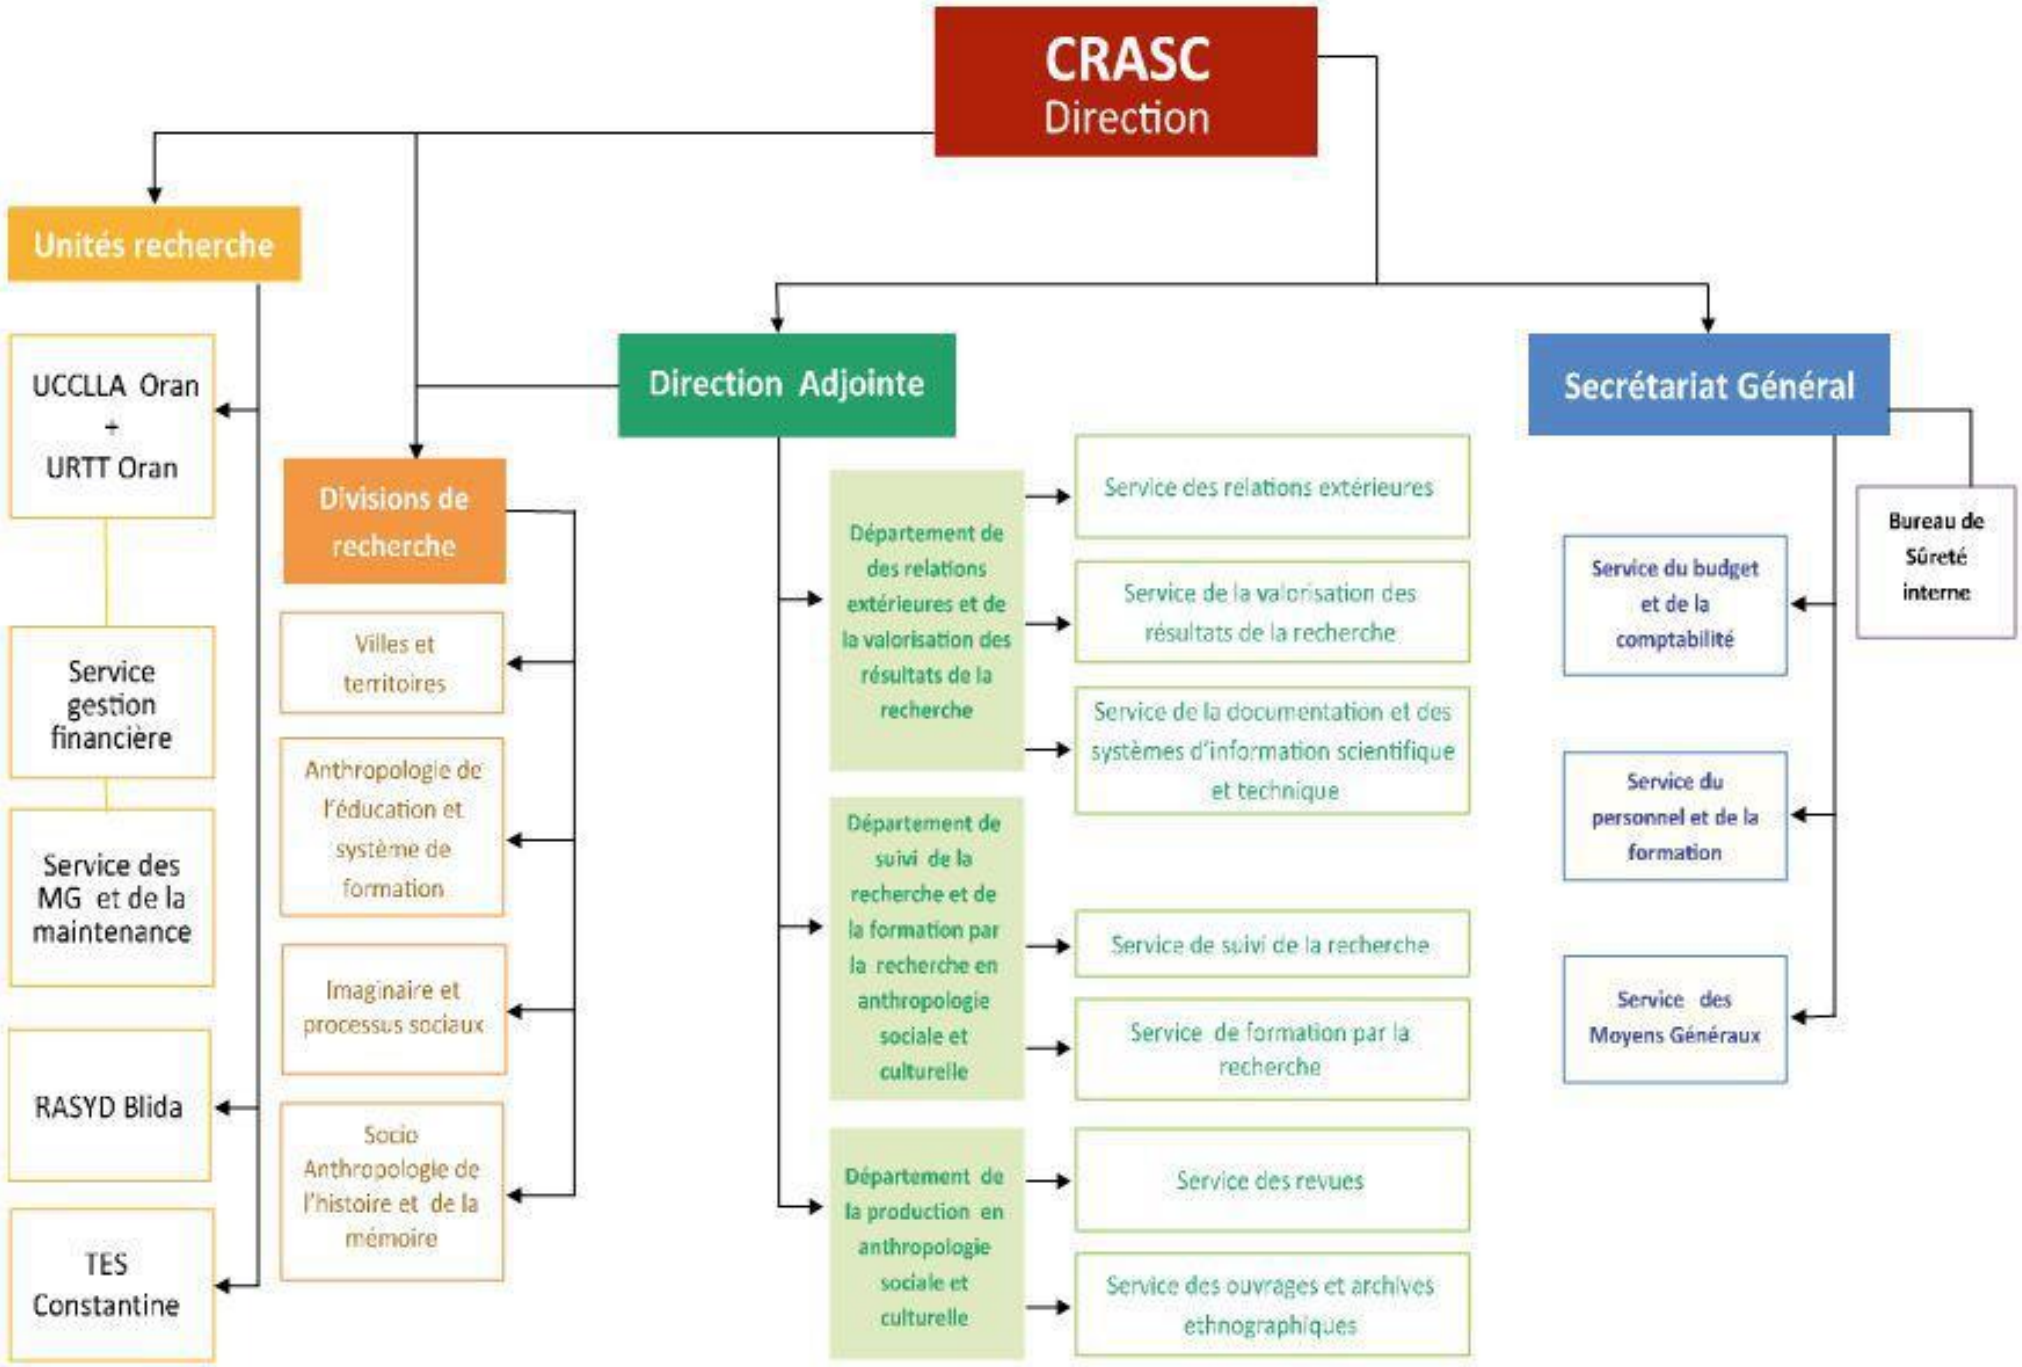 CRASC
Direction
Unités recherche
UCCLLA Oran
+
URTT Oran
Service
gestion
financière
Service des
MG et de la
maintenance
RASYD Blida
TES
Constantine
Divisions de
recherche
Villes et
territoires
Anthropologie de
l'éducation et
système de
formation
Imaginaire et
processus sociaux
Socio
Anthropologie de
l'histoire et de la
mémoire
Direction Adjointe
Département de
des relations
extérieures et de
la valorisation des
résultats de la
recherche
Service des relations extérieures
Service de la valorisation des
résultats de la recherche
Service de la documentation et des
systèmes d'information scientifique
et technique
Département de
suivi de la
recherche et de
la formation par
la recherche en
anthropologie
sociale et
culturelle
Service de suivi de la recherche
Service de formation par la
recherche
Département de
la production en
anthropologie
sociale et
culturelle
Service des revues
Service des ouvrages et archives
ethnographiques
Secrétariat Général
Bureau de
Sûreté
interne
Service du budget
et de la
comptabilité
Service du
personnel et de la
formation
Service des
Moyens Généraux